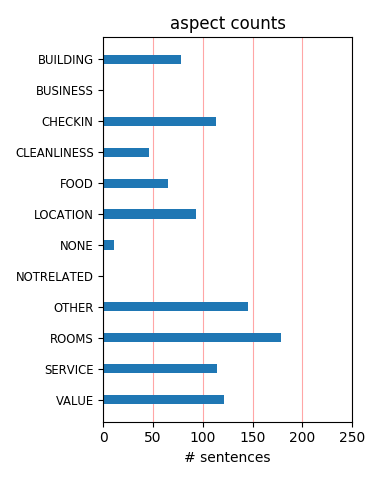 aspect counts
BUILDING
BUSINESS
CHECKIN
CLEANLINESS
FOOD
LOCATION
NONE
NOTRELATED
OTHER
ROOMS
SERVICE
VALUE
0 50 100 150 200 250
# sentences